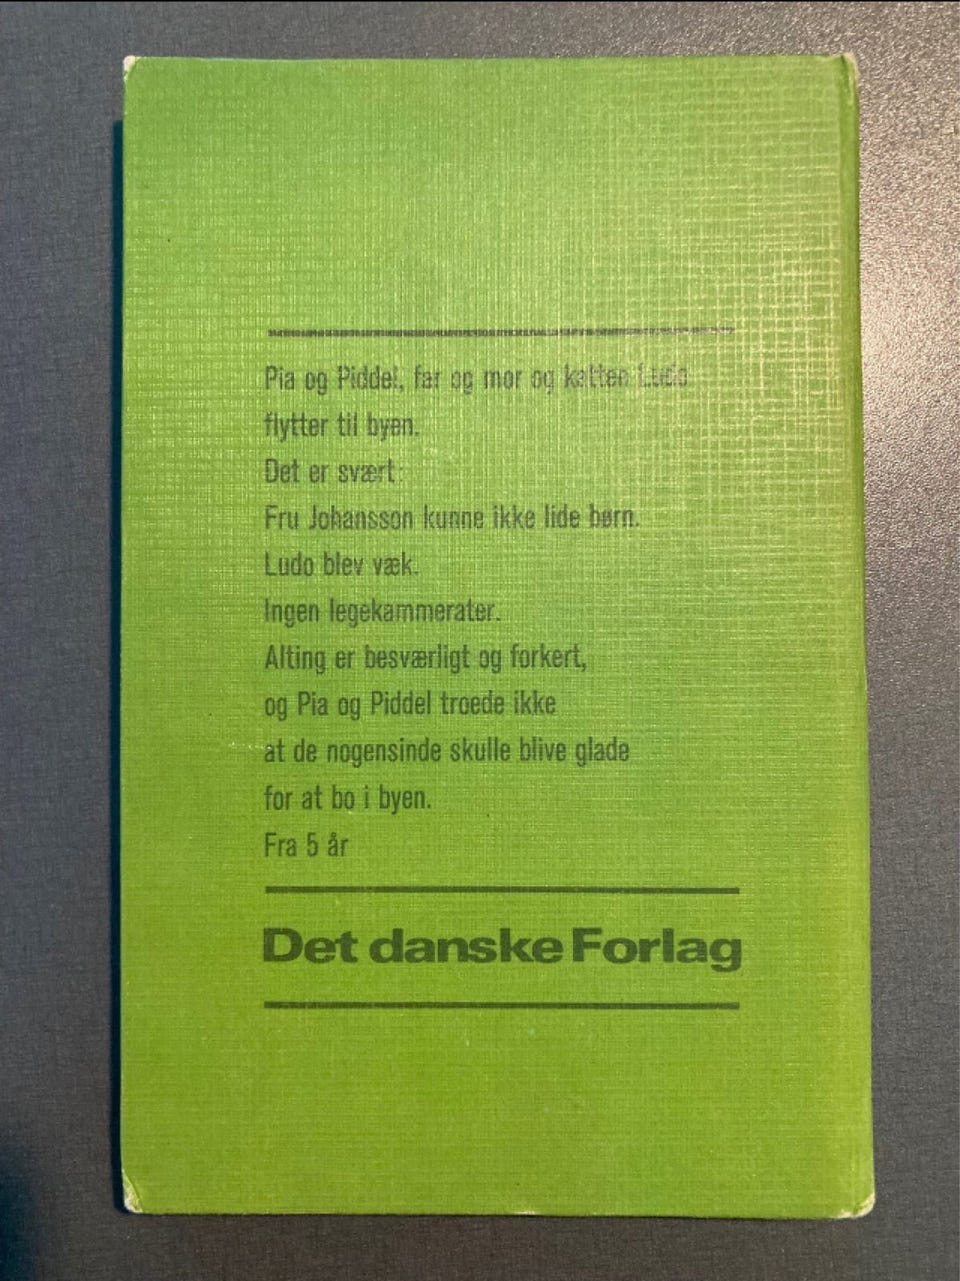 Pia og Piddel, far og mor og katten Ludo
flytter til byen.
Det er svært:
Fru Johansson kunne ikke lide børn.
Ludo blev væk.
Ingen legekammerater.
Alting er besværligt og forkert,
og Pia og Piddel troede ikke
at de nogensinde skulle blive glade
for at bo i byen.
Fra 5 år
Det danske Forlag